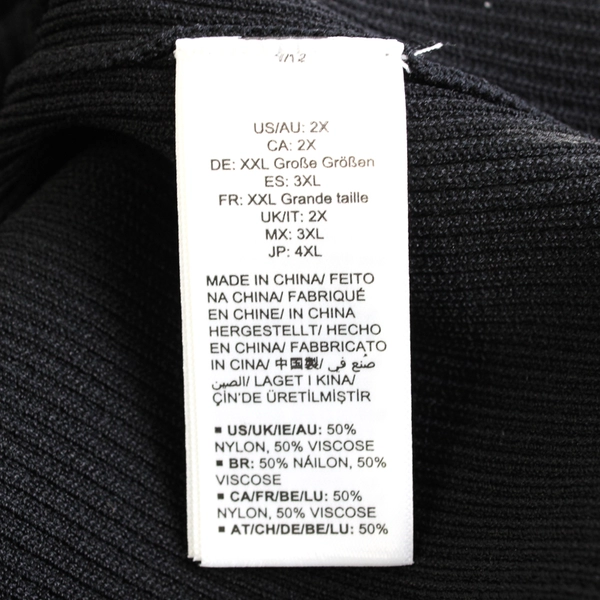 1/12
US/AU: 2X
CA: 2X
DE: XXL Große Größen
ES: 3XL
FR: XXL Grande taille
UK/IT: 2X
MX: 3XL
JP: 4XL
MADE IN CHINA/ FEITO
NA CHINA/ FABRIQUÉ
EN CHINE/ IN CHINA
HERGESTELLT/ HECHO
EN CHINA/ FABBRICATO
IN CINA/ 中国製/ صُنع في
الصين/ LAGET I KINA/
ÇİN'DE ÜRETİLMİŞTİR
▪ US/UK/IE/AU: 50%
NYLON, 50% VISCOSE
▪ BR: 50% NÁILON, 50%
VISCOSE
▪ CA/FR/BE/LU: 50%
NYLON, 50% VISCOSE
▪ AT/CH/DE/BE/LU: 50%